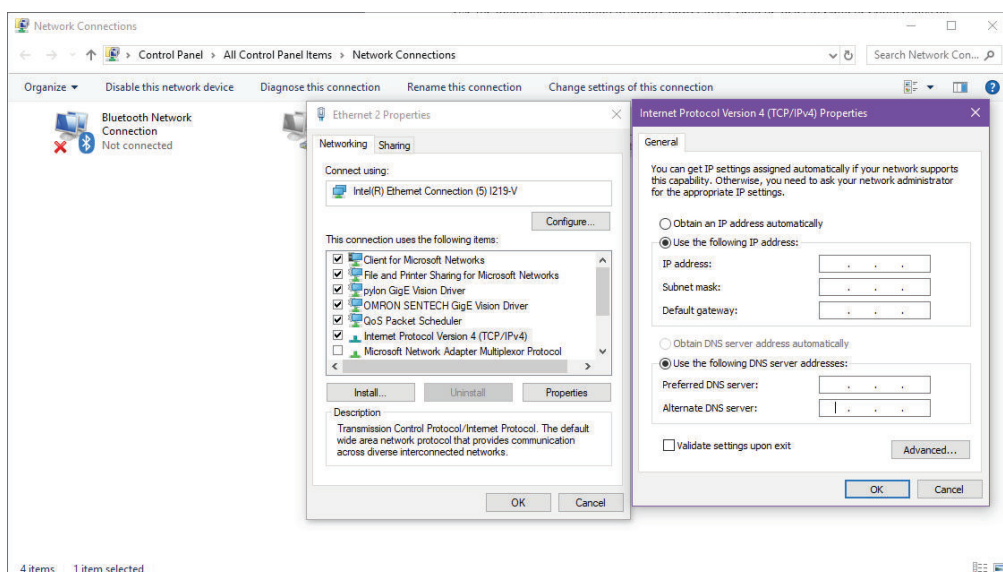 Network Connections
Control Panel > All Control Panel Items > Network Connections
Search Network Con...
Organize
Disable this network device
Diagnose this connection
Rename this connection
Change settings of this connection
Bluetooth Network
Connection
Not connected
Ethernet 2 Properties
Networking
Sharing
Connect using:
Intel(R) Ethernet Connection (5) I219-V
Configure...
This connection uses the following items:
Client for Microsoft Networks
File and Printer Sharing for Microsoft Networks
pylon GigE Vision Driver
OMRON SENTECH GigE Vision Driver
QoS Packet Scheduler
Internet Protocol Version 4 (TCP/IPv4)
Microsoft Network Adapter Multiplexor Protocol
Install...
Uninstall
Properties
Description
Transmission Control Protocol/Internet Protocol. The default
wide area network protocol that provides communication
across diverse interconnected networks.
OK
Cancel
Internet Protocol Version 4 (TCP/IPv4) Properties
General
You can get IP settings assigned automatically if your network supports
this capability. Otherwise, you need to ask your network administrator
for the appropriate IP settings.
Obtain an IP address automatically
Use the following IP address:
IP address:
Subnet mask:
Default gateway:
Obtain DNS server address automatically
Use the following DNS server addresses:
Preferred DNS server:
Alternate DNS server:
Validate settings upon exit
Advanced...
OK
Cancel
4 items
1 item selected